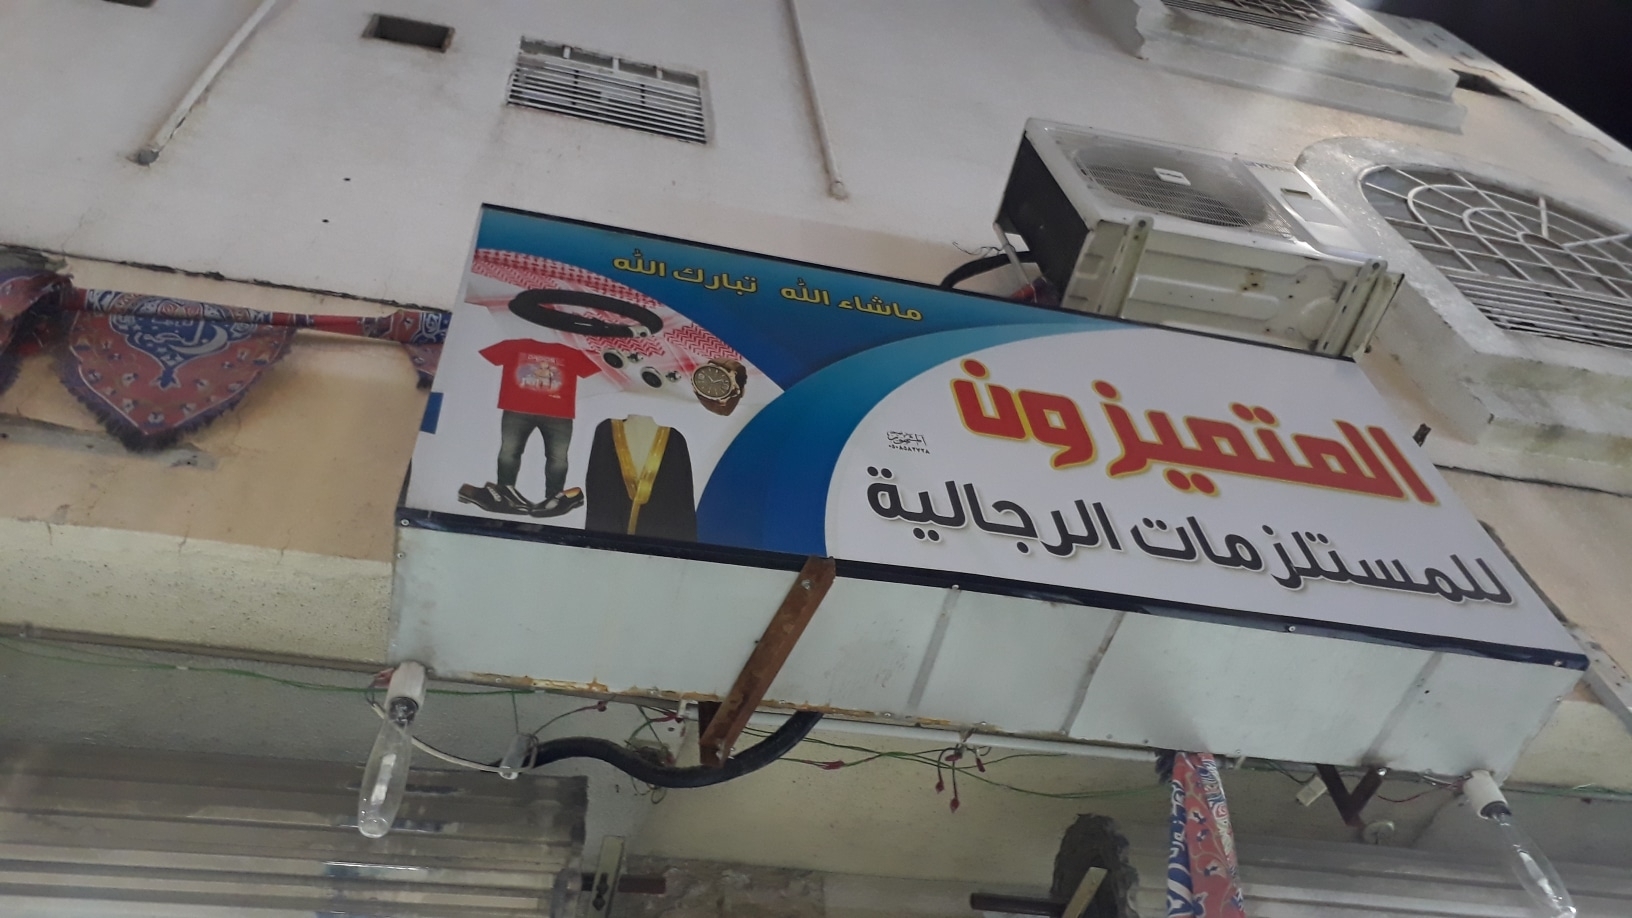 ماشاء الله تبارك الله
المتميزون
للمستلزمات الرجالية